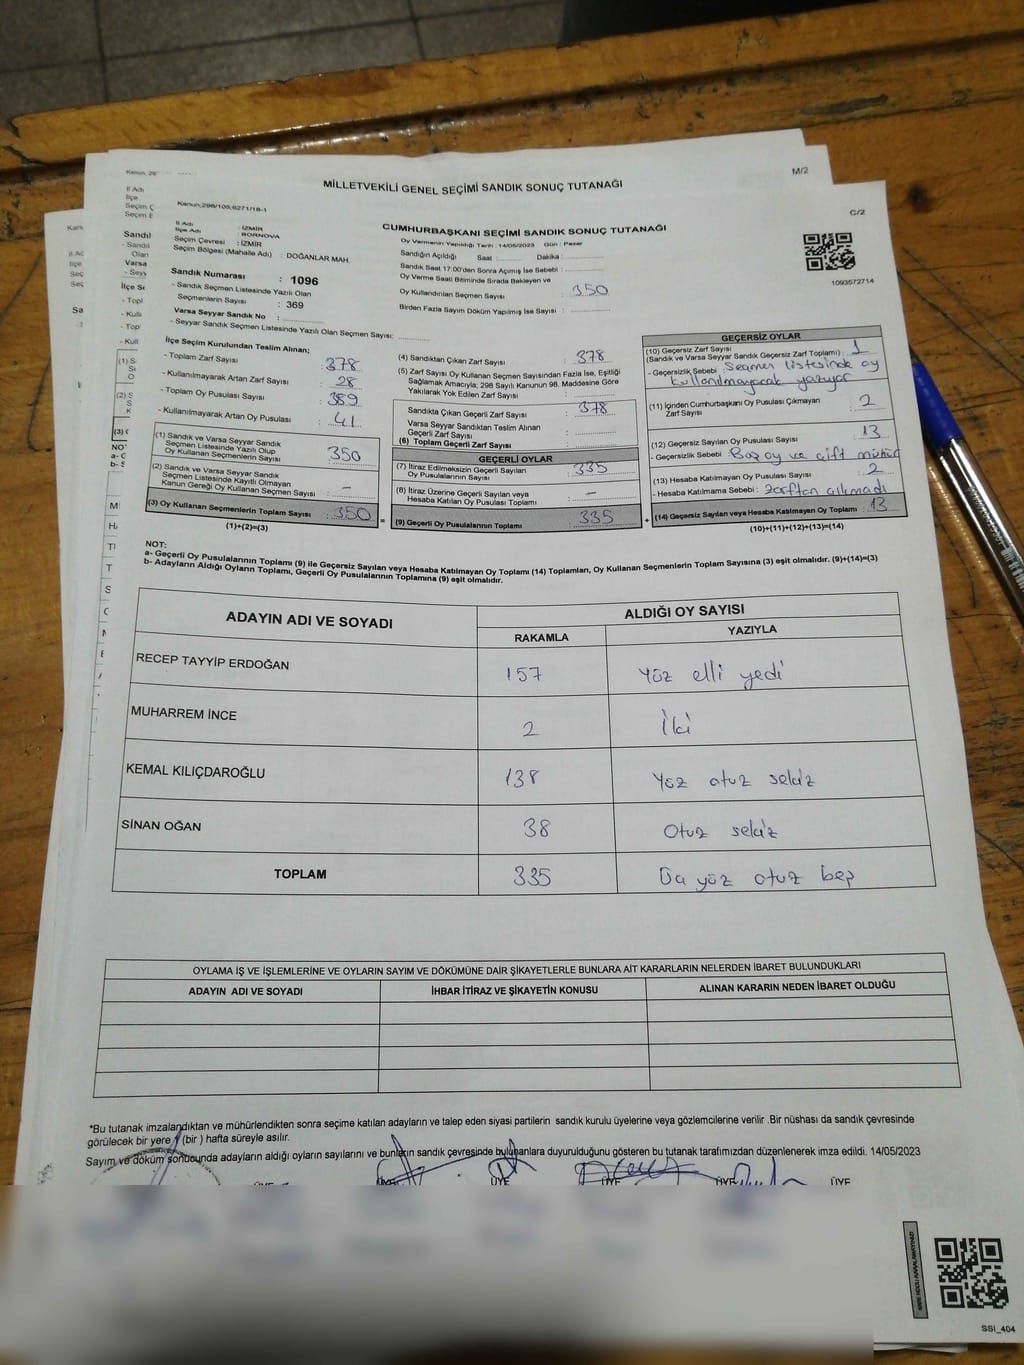 M/2
MİLLETVEKİLİ GENEL SEÇİMİ SANDIK SONUÇ TUTANAĞI
Kanun,298/105,6271/18-1
C/2
İl Adı : İZMİR
İlçe Adı : BORNOVA
Seçim Çevresi : İZMİR
Seçim Bölgesi (Mahalle Adı) : DOĞANLAR MAH.
CUMHURBAŞKANI SEÇİMİ SANDIK SONUÇ TUTANAĞI
Oy Vermenin Yapıldığı Tarih : 14/05/2023 Gün : Pazar
Sandığın Açıldığı Saat : Dakika :
Sandık Saat 17.00'den Sonra Açılmış İse Sebebi :
Oy Verme Saati Bitiminde Sırada Bekleyen ve
Oy Kullandırılan Seçmen Sayısı : 350
Birden Fazla Sayım Döküm Yapılmış İse Sayısı :
1093572714
Sandık Numarası : 1096
- Sandık Seçmen Listesinde Yazılı Olan
Seçmenlerin Sayısı : 369
Varsa Seyyar Sandık No :
- Seyyar Sandık Seçmen Listesinde Yazılı Olan Seçmen Sayısı:
İlçe Seçim Kurulundan Teslim Alınan;
- Toplam Zarf Sayısı : 378
- Kullanılmayarak Artan Zarf Sayısı : 28
- Toplam Oy Pusulası Sayısı : 389
- Kullanılmayarak Artan Oy Pusulası : 41
(1) Sandık ve Varsa Seyyar Sandık
Seçmen Listesinde Yazılı Olup
Oy Kullanan Seçmenlerin Sayısı : 350
(2) Sandık ve Varsa Seyyar Sandık
Seçmen Listesinde Kayıtlı Olmayan
Kanun Gereği Oy Kullanan Seçmen Sayısı : -
(3) Oy Kullanan Seçmenlerin Toplam Sayısı : 350
(1)+(2)=(3)
(4) Sandıktan Çıkan Zarf Sayısı : 378
(5) Zarf Sayısı Oy Kullanan Seçmen Sayısından Fazla İse, Eşitliği
Sağlamak Amacıyla; 298 Sayılı Kanunun 98. Maddesine Göre
Yakılarak Yok Edilen Zarf Sayısı :
Sandıkta Çıkan Geçerli Zarf Sayısı : 378
Varsa Seyyar Sandıktan Teslim Alınan
Geçerli Zarf Sayısı :
(6) Toplam Geçerli Zarf Sayısı :
GEÇERLİ OYLAR
(7) İtiraz Edilmeksizin Geçerli Sayılan
Oy Pusulalarının Sayısı : 335
(8) İtiraz Üzerine Geçerli Sayılan veya
Hesaba Katılan Oy Pusulası Toplamı : -
(9) Geçerli Oy Pusulalarının Toplamı : 335
GEÇERSİZ OYLAR
(10) Geçersiz Zarf Sayısı
(Sandık ve Varsa Seyyar Sandık Geçersiz Zarf Toplamı) : 1
- Geçersizlik Sebebi : Seçmen listesinde oy
kullanılmayarak yazıyor
(11) İçinden Cumhurbaşkanı Oy Pusulası Çıkmayan
Zarf Sayısı : 2
(12) Geçersiz Sayılan Oy Pusulası Sayısı : 13
- Geçersizlik Sebebi : Boş oy ve çift mühür
(13) Hesaba Katılmayan Oy Pusulası Sayısı : 2
- Hesaba Katılmama Sebebi : zarftan çıkmadı
(14) Geçersiz Sayılan veya Hesaba Katılmayan Oy Toplamı : 13
(10)+(11)+(12)+(13)=(14)
NOT:
a- Geçerli Oy Pusulalarının Toplamı (9) ile Geçersiz Sayılan veya Hesaba Katılmayan Oy Toplamı (14) Toplamları, Oy Kullanan Seçmenlerin Toplam Sayısına (3) eşit olmalıdır. (9)+(14)=(3)
b- Adayların Aldığı Oyların Toplamı, Geçerli Oy Pusulalarının Toplamına (9) eşit olmalıdır.
ADAYIN ADI VE SOYADI ALDIĞI OY SAYISI
RAKAMLA YAZIYLA
RECEP TAYYİP ERDOĞAN 157 Yüz elli yedi
MUHARREM İNCE 2 İki
KEMAL KILIÇDAROĞLU 138 Yüz otuz sekiz
SİNAN OĞAN 38 Otuz sekiz
TOPLAM 335 Üç yüz otuz beş
OYLAMA İŞ VE İŞLEMLERİNE VE OYLARIN SAYIM VE DÖKÜMÜNE DAİR ŞİKAYETLERLE BUNLARA AİT KARARLARIN NELERDEN İBARET BULUNDUKLARI
ADAYIN ADI VE SOYADI İHBAR İTİRAZ VE ŞİKAYETİN KONUSU ALINAN KARARIN NEDEN İBARET OLDUĞU
*Bu tutanak imzalandıktan ve mühürlendikten sonra seçime katılan adayların ve talep eden siyasi partilerin sandık kurulu üyelerine veya gözlemcilerine verilir .Bir nüshası da sandık çevresinde
görülecek bir yere 1 (bir ) hafta süreyle asılır.
Sayım ve döküm sonucunda adayların aldığı oyların sayılarını ve bunların sandık çevresinde bulunanlara duyurulduğunu gösteren bu tutanak tarafımızdan düzenlenerek imza edildi. 14/05/2023
ÜYE ÜYE ÜYE ÜYE
SSI_404